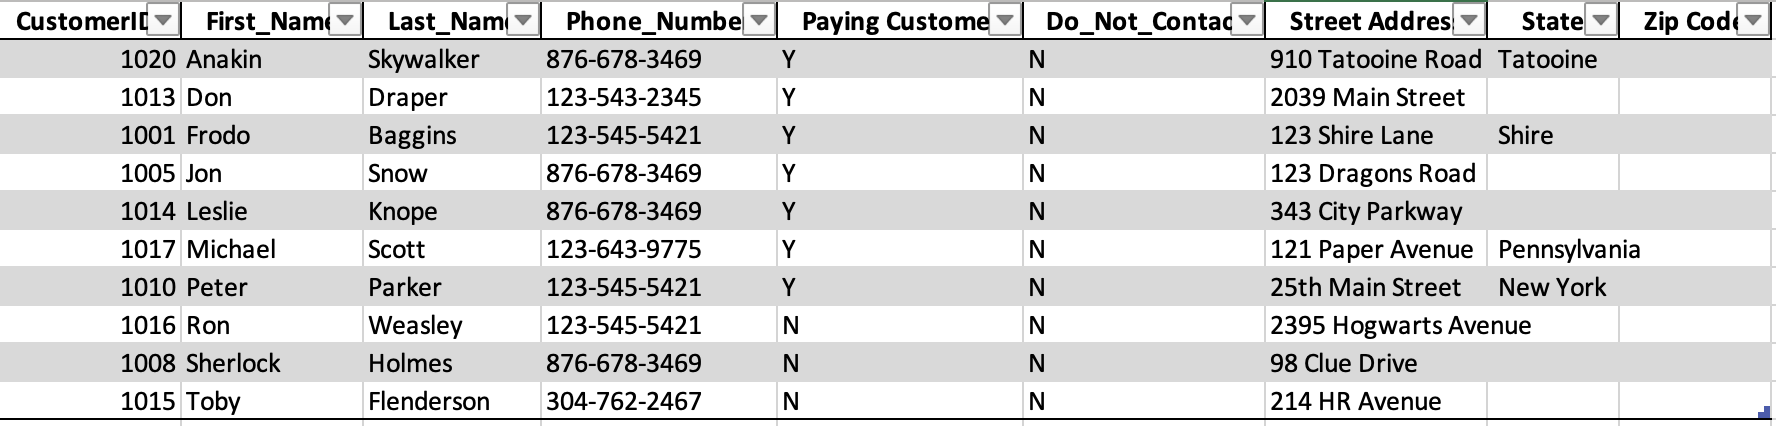 CustomerID First_Name Last_Name Phone_Numbe Paying Custome Do_Not_Contac Street Addres State Zip Code
1020 Anakin Skywalker 876-678-3469 Y N 910 Tatooine Road Tatooine
1013 Don Draper 123-543-2345 Y N 2039 Main Street
1001 Frodo Baggins 123-545-5421 Y N 123 Shire Lane Shire
1005 Jon Snow 876-678-3469 Y N 123 Dragons Road
1014 Leslie Knope 876-678-3469 Y N 343 City Parkway
1017 Michael Scott 123-643-9775 Y N 121 Paper Avenue Pennsylvania
1010 Peter Parker 123-545-5421 Y N 25th Main Street New York
1016 Ron Weasley 123-545-5421 N N 2395 Hogwarts Avenue
1008 Sherlock Holmes 876-678-3469 N N 98 Clue Drive
1015 Toby Flenderson 304-762-2467 N N 214 HR Avenue